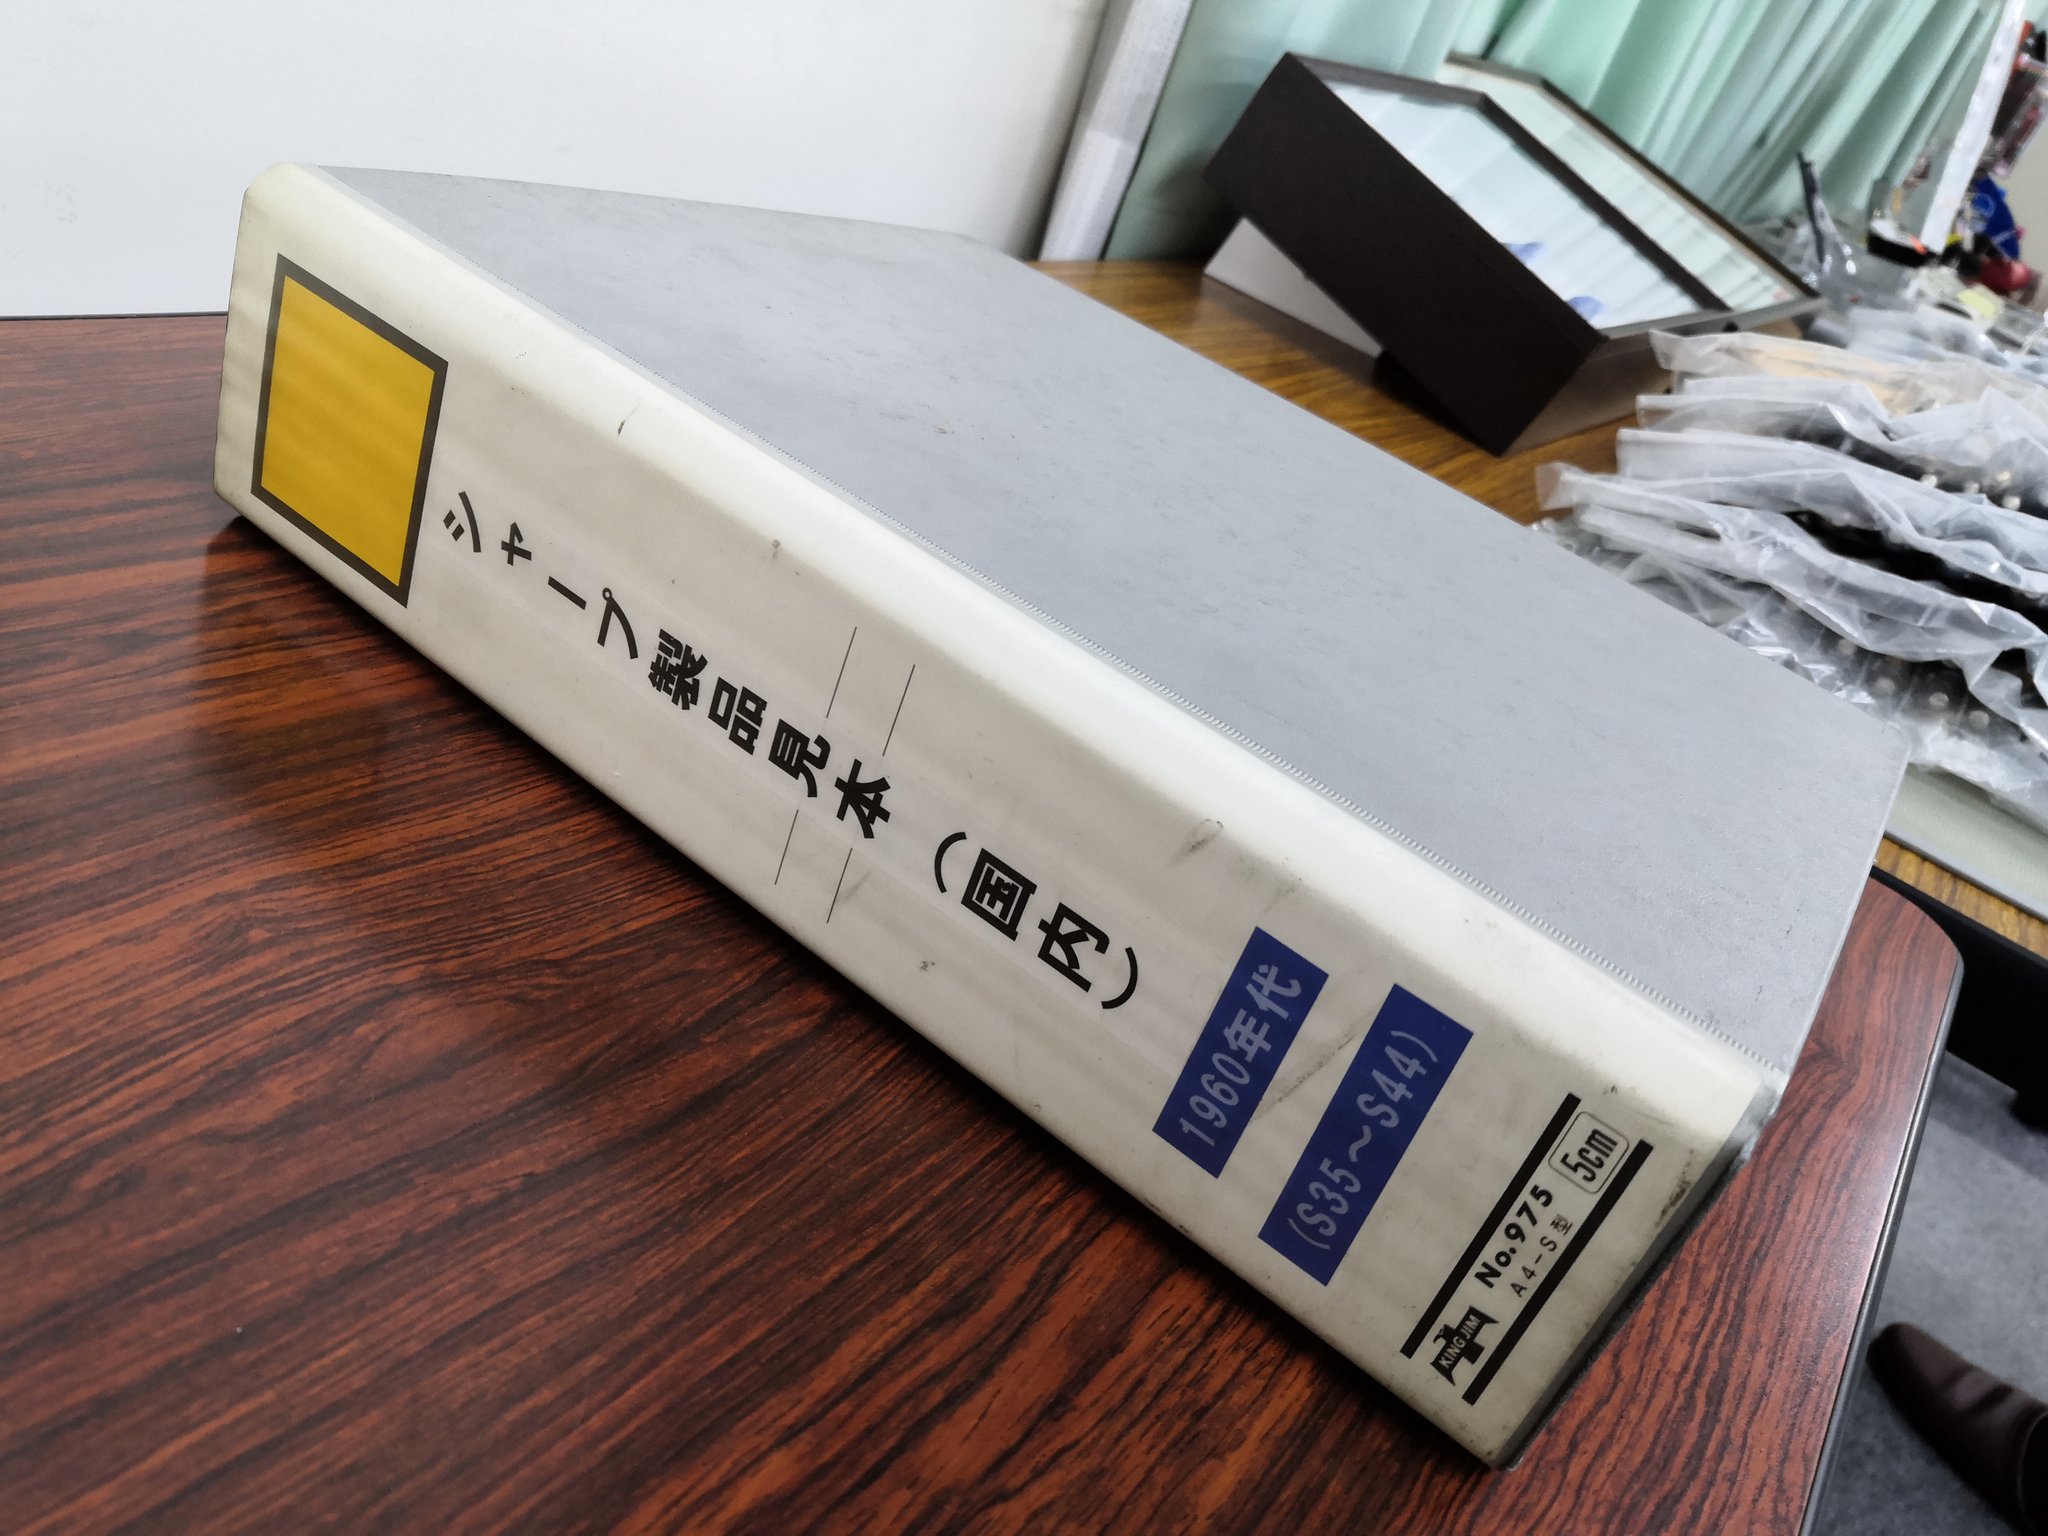 シャープ製品見本（国内）
1960年代
(S35～S44)
No.975
5cm
A4-S型
KING JIM